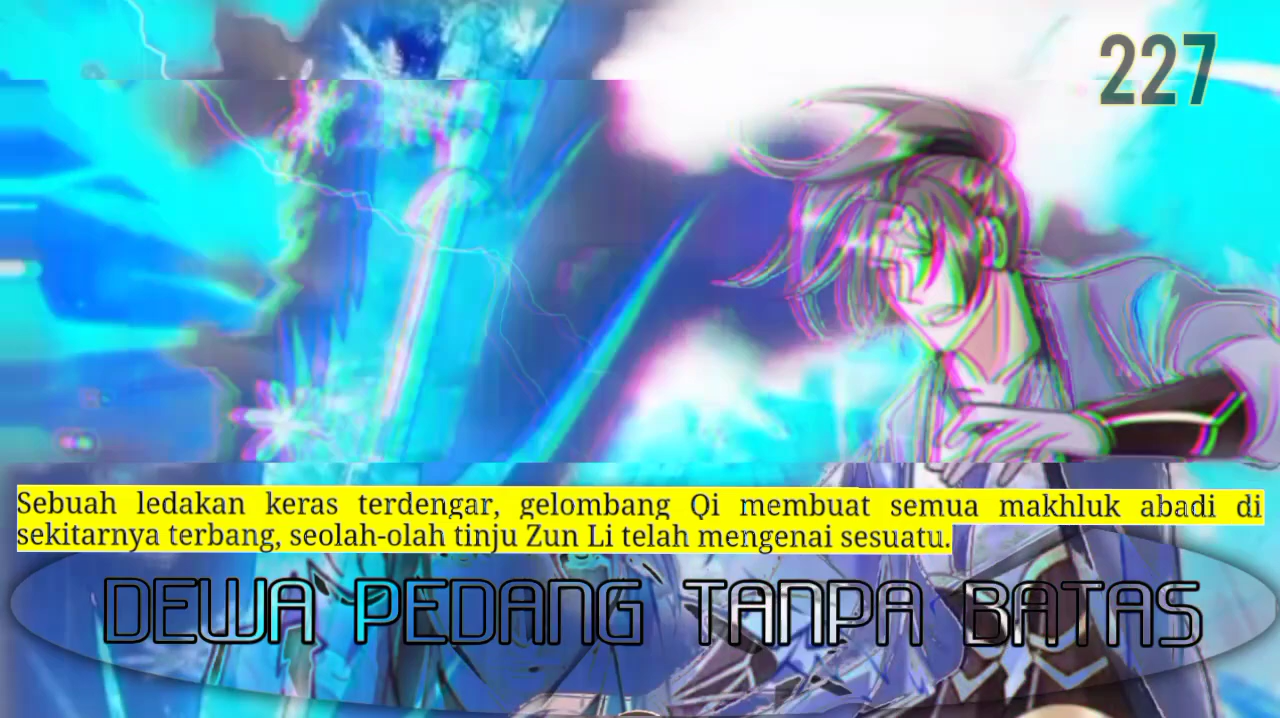 227
Sebuah ledakan keras terdengar, gelombang Qi membuat semua makhluk abadi di
sekitarnya terbang, seolah-olah tinju Zun Li telah mengenai sesuatu.
DEWA PEDANG TANPA BATAS